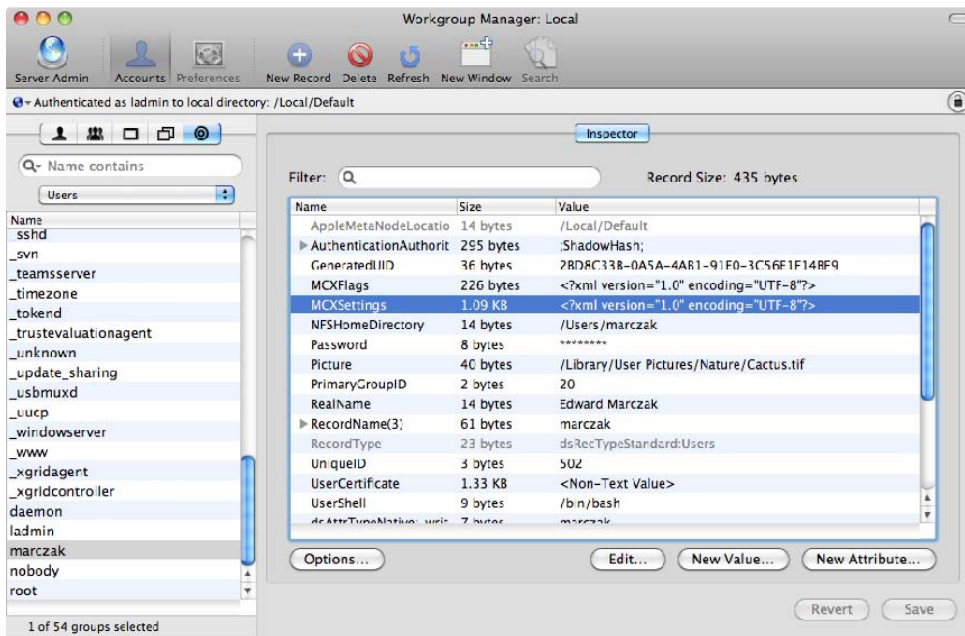 Workgroup Manager: Local
Server Admin Accounts Preferences New Record Delete Refresh New Window Search
Authenticated as ladmin to local directory: /Local/Default
Inspector
Name contains
Filter: Record Size: 435 bytes
Users
Name
sshd
_svn
_teamsserver
_timezone
_tokend
_trustevaluationagent
_unknown
_update_sharing
_usbmuxd
_uucp
_windowserver
_www
_xgridagent
_xgridcontroller
daemon
ladmin
marczak
nobody
root
1 of 54 groups selected
Name Size Value
AppleMetaNodeLocatio 14 bytes /Local/Default
AuthenticationAuthorit 295 bytes ;ShadowHash;
GeneratedUID 36 bytes
MCXFlags 226 bytes <?xml version="1.0" encoding="UTF-8"?>
MCXSettings 1.09 KB <?xml version="1.0" encoding="UTF-8"?>
NFSHomeDirectory 14 bytes /Users/marczak
Password 8 bytes ********
Picture 40 bytes /Library/User Pictures/Nature/Cactus.tif
PrimaryGroupID 2 bytes 20
RealName 14 bytes Edward Marczak
RecordName(3) 61 bytes marczak
RecordType 23 bytes dsRecTypeStandard:Users
UniqueID 3 bytes 502
UserCertificate 1.33 KB <Non-Text Value>
UserShell 9 bytes /bin/bash
7 bytes marczak
Options... Edit... New Value... New Attribute...
Revert Save